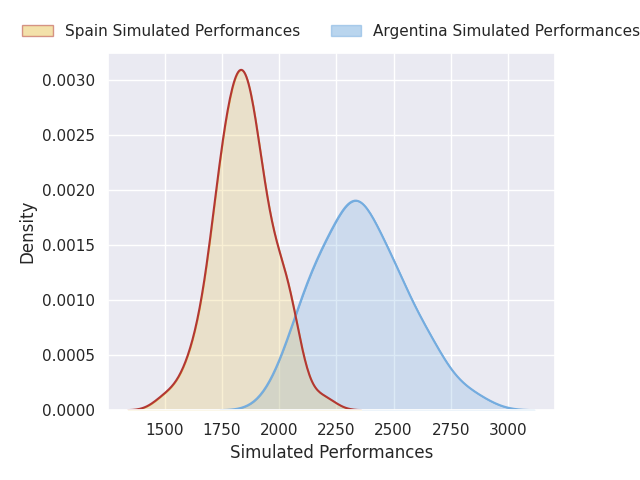 Spain Simulated Performances Argentina Simulated Performances
0.0030
0.0025
0.0020
0.0015
0.0010
0.0005
0.0000
Density
1500 1750 2000 2250 2500 2750 3000
Simulated Performances